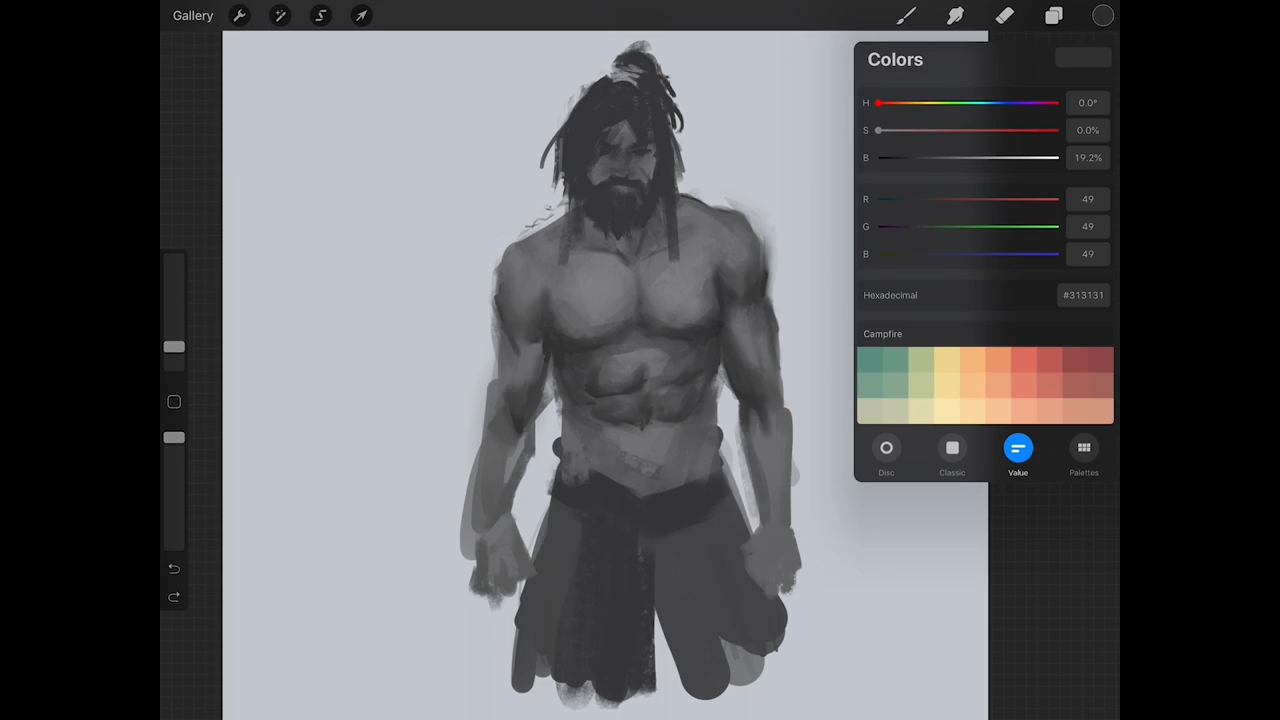 Gallery
Colors
H 0.0°
S 0.0%
B 19.2%
R 49
G 49
B 49
Hexadecimal #313131
Campfire
Disc Classic Value Palettes